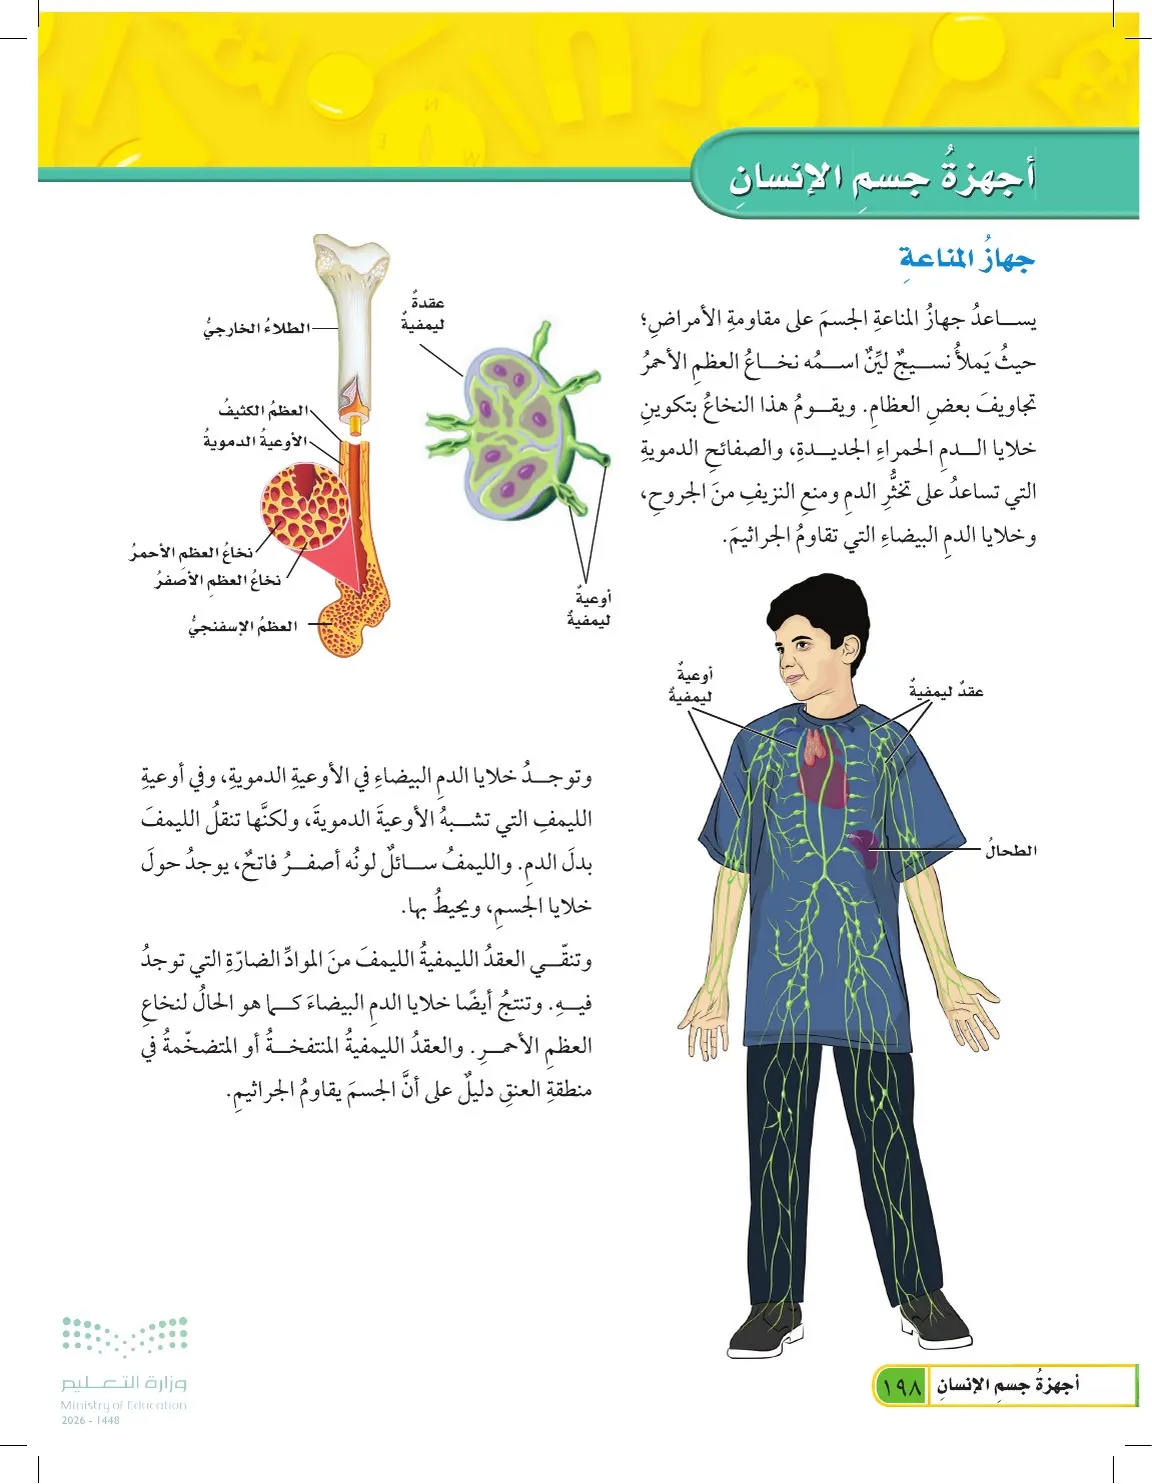 أجهزةُ جسمِ الإنسانِ
جهازُ المناعةِ
يساعدُ جهازُ المناعةِ الجسمَ على مقاومةِ الأمراضِ؛
حيثُ يَملأُ نسيجٌ ليِّنٌ اسمُه نخاعُ العظمِ الأحمرُ
تجاويفَ بعضِ العظامِ. ويقومُ هذا النخاعُ بتكوينِ
خلايا الدمِ الحمراءِ الجديدةِ، والصفائحِ الدمويةِ
التي تساعدُ على تخثُّرِ الدمِ ومنعِ النزيفِ منَ الجروحِ،
وخلايا الدمِ البيضاءِ التي تقاومُ الجراثيمَ.
عقدةٌ
ليمفيةٌ
أوعيةٌ
ليمفيةٌ
الطلاءُ الخارجيُّ
العظمُ الكثيفُ
الأوعيةُ الدمويةُ
نخاعُ العظمِ الأحمرُ
نخاعُ العظمِ الأصفرُ
العظمُ الإسفنجيُّ
أوعيةٌ
ليمفيةٌ
عقدٌ ليمفيةٌ
الطحالُ
وتوجدُ خلايا الدمِ البيضاءِ في الأوعيةِ الدمويةِ، وفي أوعيةِ
الليمفِ التي تشبهُ الأوعيةَ الدمويةَ، ولكنَّها تنقلُ الليمفَ
بدلَ الدمِ. والليمفُ سائلٌ لونُه أصفرُ فاتحٌ، يوجدُ حولَ
خلايا الجسمِ، ويحيطُ بها.
وتنقّي العقدُ الليمفيةُ الليمفَ منَ الموادِّ الضارّةِ التي توجدُ
فيهِ. وتنتجُ أيضًا خلايا الدمِ البيضاءَ كما هو الحالُ لنخاعِ
العظمِ الأحمرِ. والعقدُ الليمفيةُ المنتفخةُ أو المتضخّمةُ في
منطقةِ العنقِ دليلٌ على أنَّ الجسمَ يقاومُ الجراثيمِ.
أجهزةُ جسمِ الإنسانِ
١٩٨
وزارة التعليم
Ministry of Education
2026 - 1448